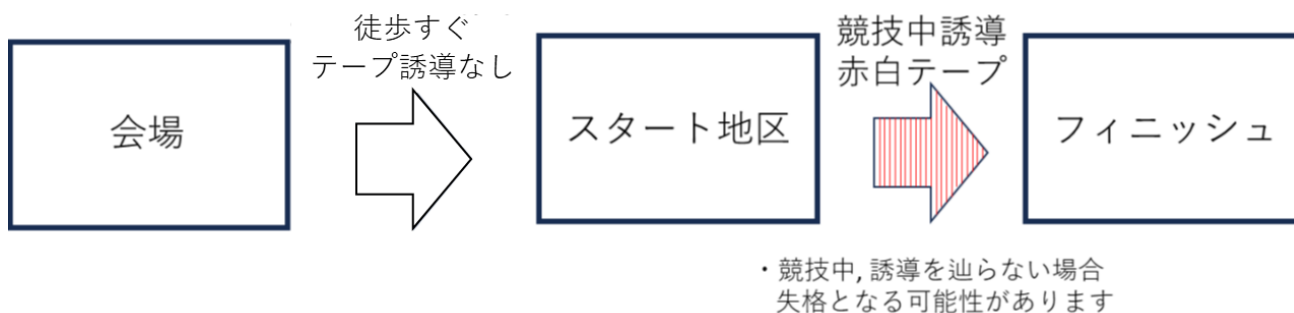 会場
徒歩すぐ
テープ誘導なし
スタート地区
競技中誘導
赤白テープ
フィニッシュ
・競技中, 誘導を辿らない場合
失格となる可能性があります